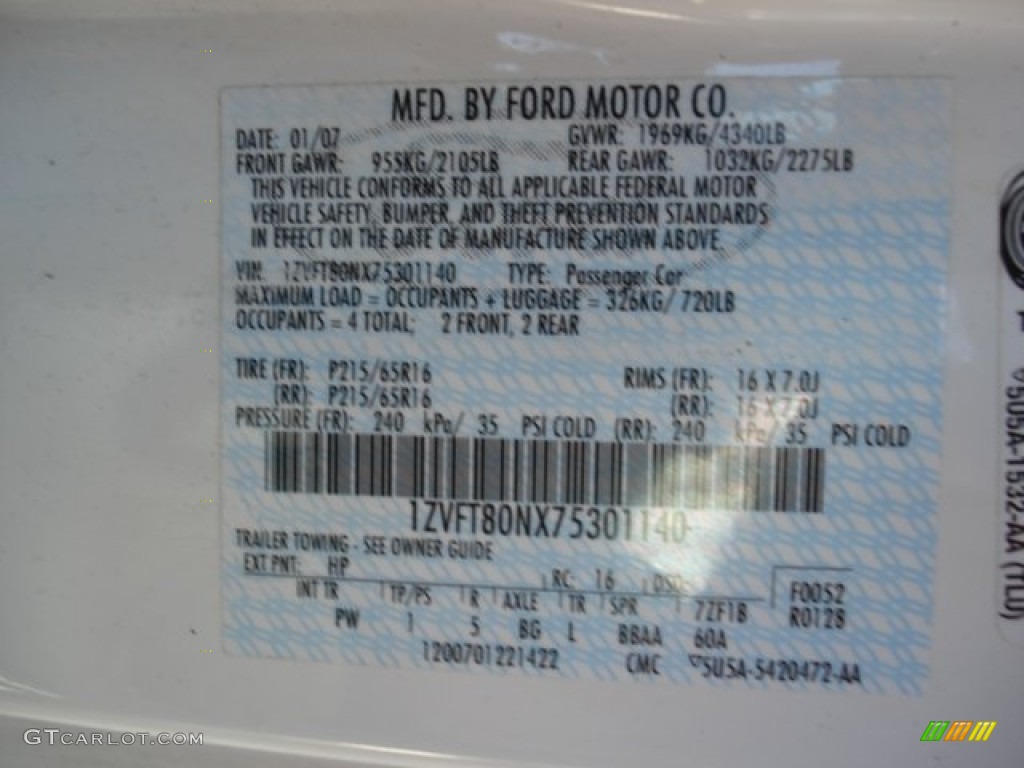 MFD. BY FORD MOTOR CO.
DATE: 01/07 GVWR: 1969KG/4340LB
FRONT GAWR: 955KG/2105LB REAR GAWR: 1032KG/2275LB
THIS VEHICLE CONFORMS TO ALL APPLICABLE FEDERAL MOTOR
VEHICLE SAFETY, BUMPER, AND THEFT PREVENTION STANDARDS
IN EFFECT ON THE DATE OF MANUFACTURE SHOWN ABOVE.
VIN: 1ZVFT80NX75301140 TYPE: Passenger Car
MAXIMUM LOAD = OCCUPANTS + LUGGAGE = 326KG/ 720LB
OCCUPANTS = 4 TOTAL; 2 FRONT, 2 REAR
TIRE (FR): P215/65R16 RIMS (FR): 16 X 7.0J
(RR): P215/65R16 (RR): 16 X 7.0J
PRESSURE (FR): 240 kPa/ 35 PSI COLD (RR): 240 kPa/ 35 PSI COLD
1ZVFT80NX75301140
TRAILER TOWING - SEE OWNER GUIDE
EXT PNT: HP RC: 16 DSO:
INT TR TP/PS R AXLE TR SPR 7ZF1B F0052
PW 1 5 BG L BBAA 60A R0128
1200701221422 CMC 5U5A-5420472-AA
0505A-1532-AA (TLD)
GTCARLOT.COM